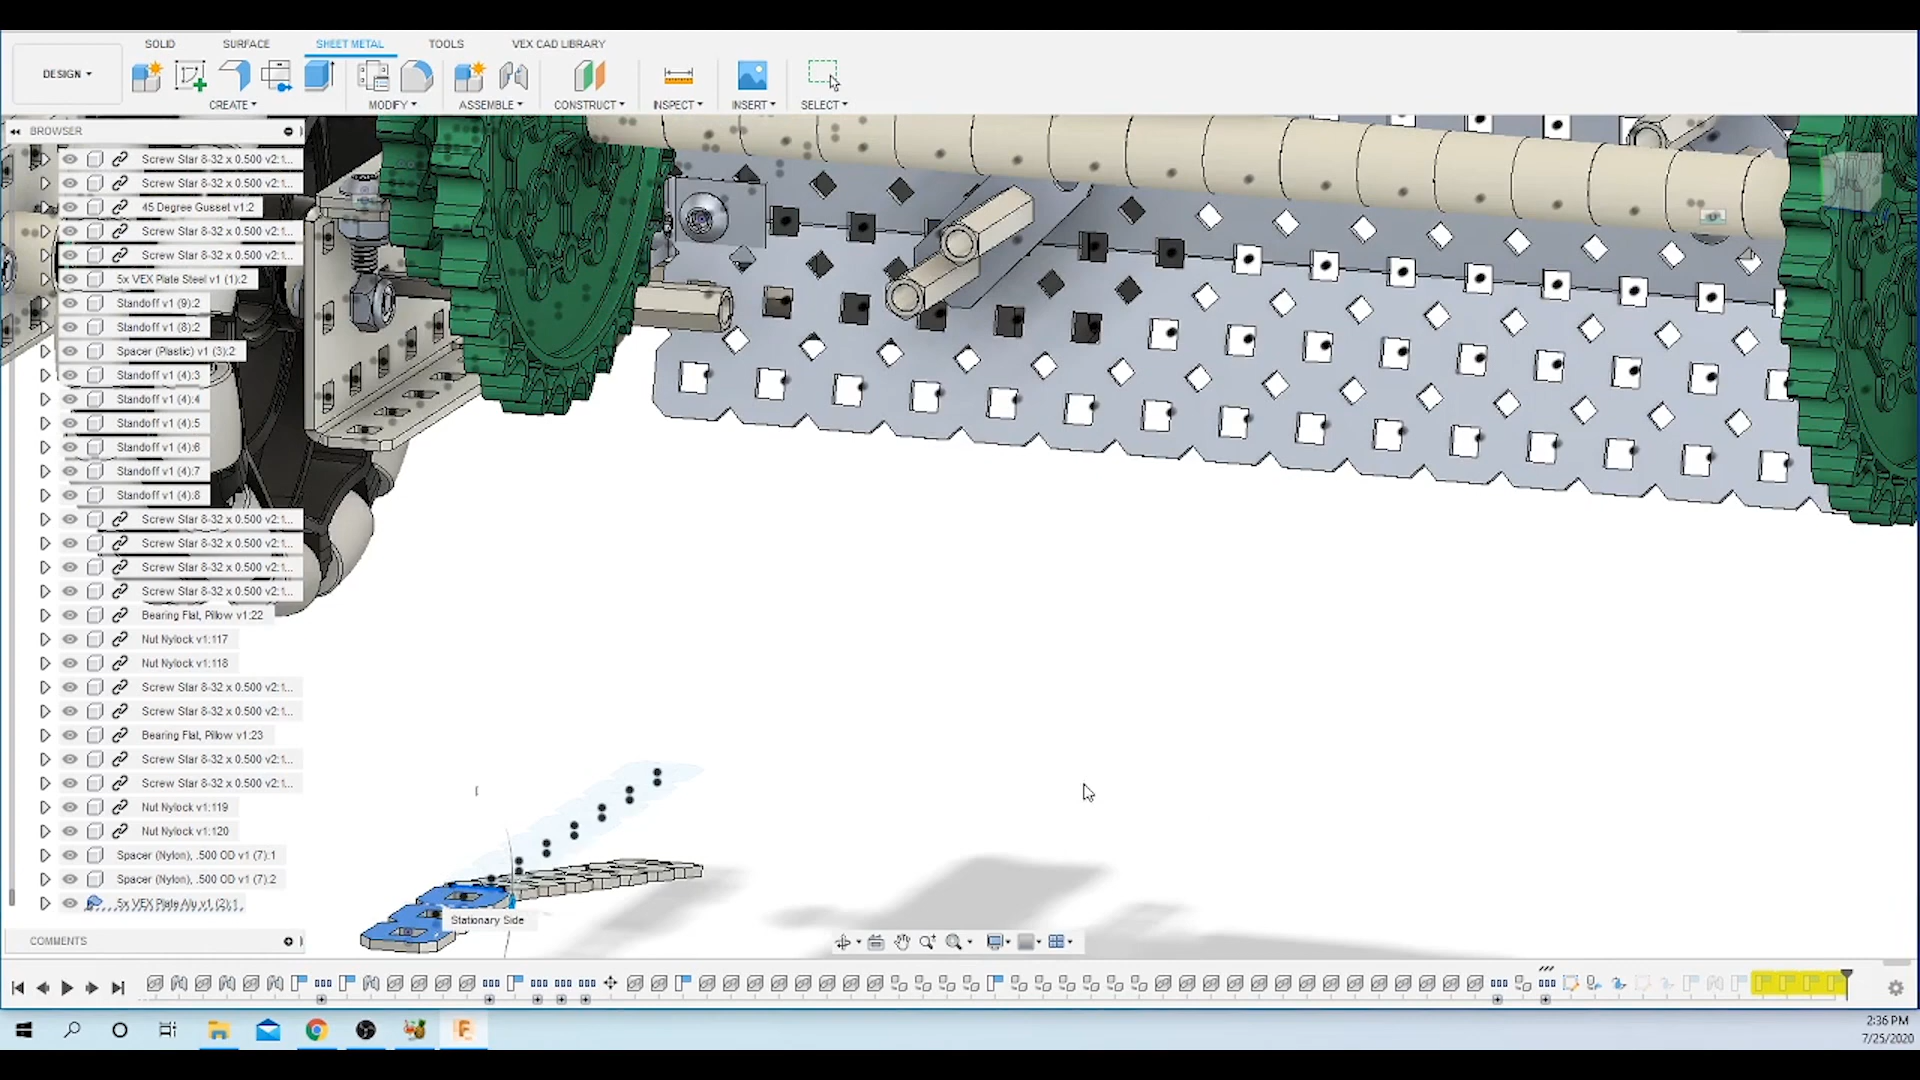 SOLID SURFACE SHEET METAL TOOLS VEX CAD LIBRARY
DESIGN
CREATE MODIFY ASSEMBLE CONSTRUCT INSPECT INSERT SELECT
BROWSER
Screw Star 8-32 x 0.500 v2:1...
Screw Star 8-32 x 0.500 v2:1...
45 Degree Gusset v1:2
Screw Star 8-32 x 0.500 v2:1...
Screw Star 8-32 x 0.500 v2:1...
5x VEX Plate Steel v1 (1):2
Standoff v1 (9):2
Standoff v1 (8):2
Spacer (Plastic) v1 (3):2
Standoff v1 (4):3
Standoff v1 (4):4
Standoff v1 (4):5
Standoff v1 (4):6
Standoff v1 (4):7
Standoff v1 (4):8
Screw Star 8-32 x 0.500 v2:1...
Screw Star 8-32 x 0.500 v2:1...
Screw Star 8-32 x 0.500 v2:1...
Screw Star 8-32 x 0.500 v2:1...
Bearing Flat, Pillow v1:22
Nut Nylock v1:117
Nut Nylock v1:118
Screw Star 8-32 x 0.500 v2:1...
Screw Star 8-32 x 0.500 v2:1...
Bearing Flat, Pillow v1:23
Screw Star 8-32 x 0.500 v2:1...
Screw Star 8-32 x 0.500 v2:1...
Nut Nylock v1:119
Nut Nylock v1:120
Spacer (Nylon), .500 OD v1 (7):1
Spacer (Nylon), .500 OD v1 (7):2
5x VEX Plate Alu v1 (2):1
Stationary Side
COMMENTS
2:36 PM
7/25/2020